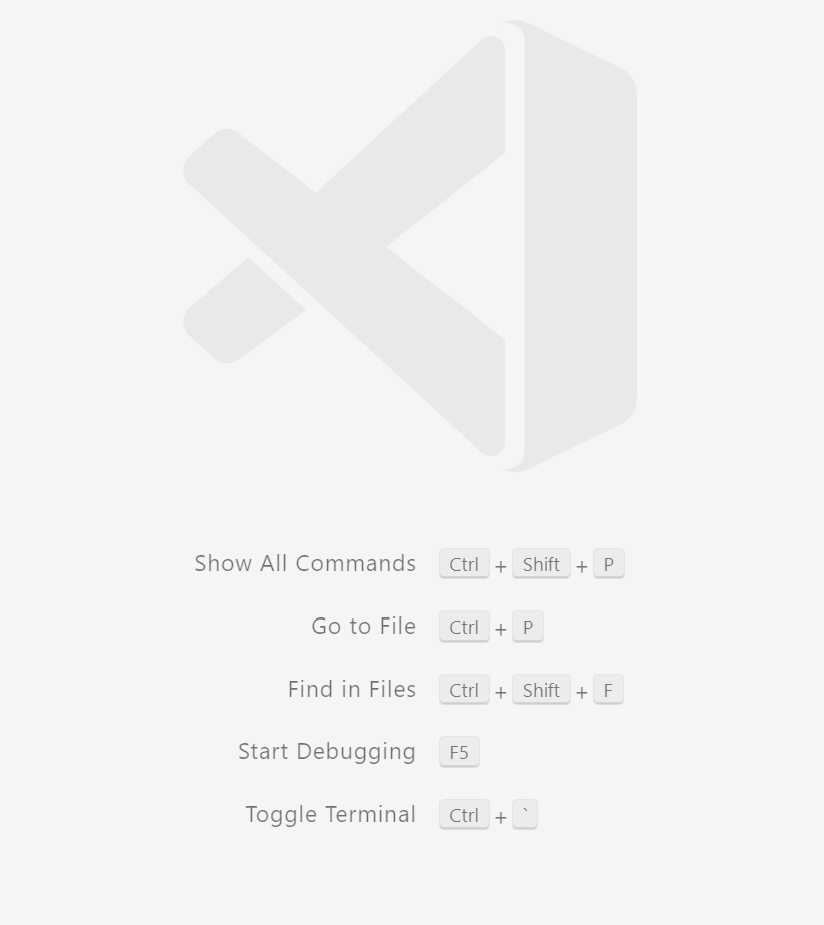 Show All Commands Ctrl + Shift + P
Go to File Ctrl + P
Find in Files Ctrl + Shift + F
Start Debugging F5
Toggle Terminal Ctrl + `